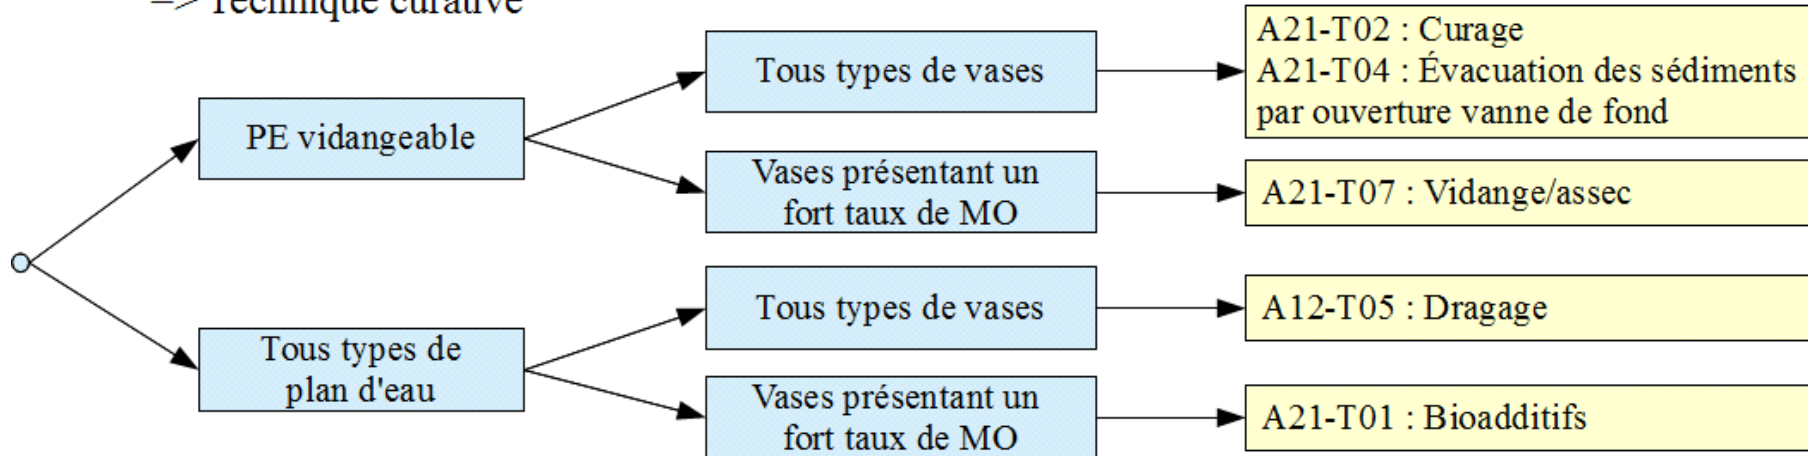 => Technique curative
PE vidangeable
Tous types de vases
A21-T02 : Curage
A21-T04 : Évacuation des sédiments
par ouverture vanne de fond
Vases présentant un
fort taux de MO
A21-T07 : Vidange/assec
Tous types de
plan d'eau
Tous types de vases
A12-T05 : Dragage
Vases présentant un
fort taux de MO
A21-T01 : Bioadditifs